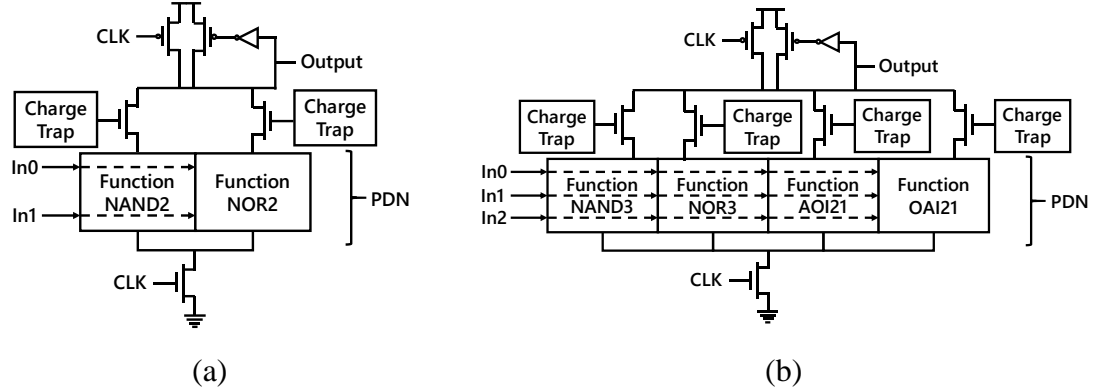 CLK
Output
Charge
Trap
Charge
Trap
In0
In1
Function
NAND2
Function
NOR2
PDN
CLK
(a)
CLK
Output
Charge
Trap
Charge
Trap
Charge
Trap
Charge
Trap
In0
In1
In2
Function
NAND3
Function
NOR3
Function
AOI21
Function
OAI21
PDN
CLK
(b)